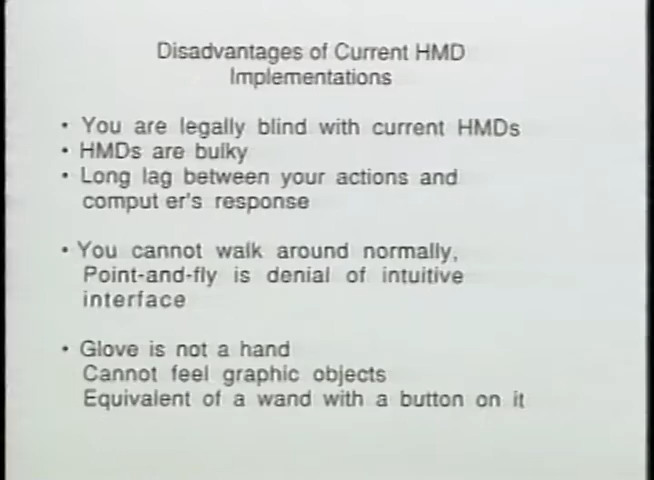 Disadvantages of Current HMD
Implementations
• You are legally blind with current HMDs
• HMDs are bulky
• Long lag between your actions and
comput er's response
• You cannot walk around normally,
Point-and-fly is denial of intuitive
interface
• Glove is not a hand
Cannot feel graphic objects
Equivalent of a wand with a button on it